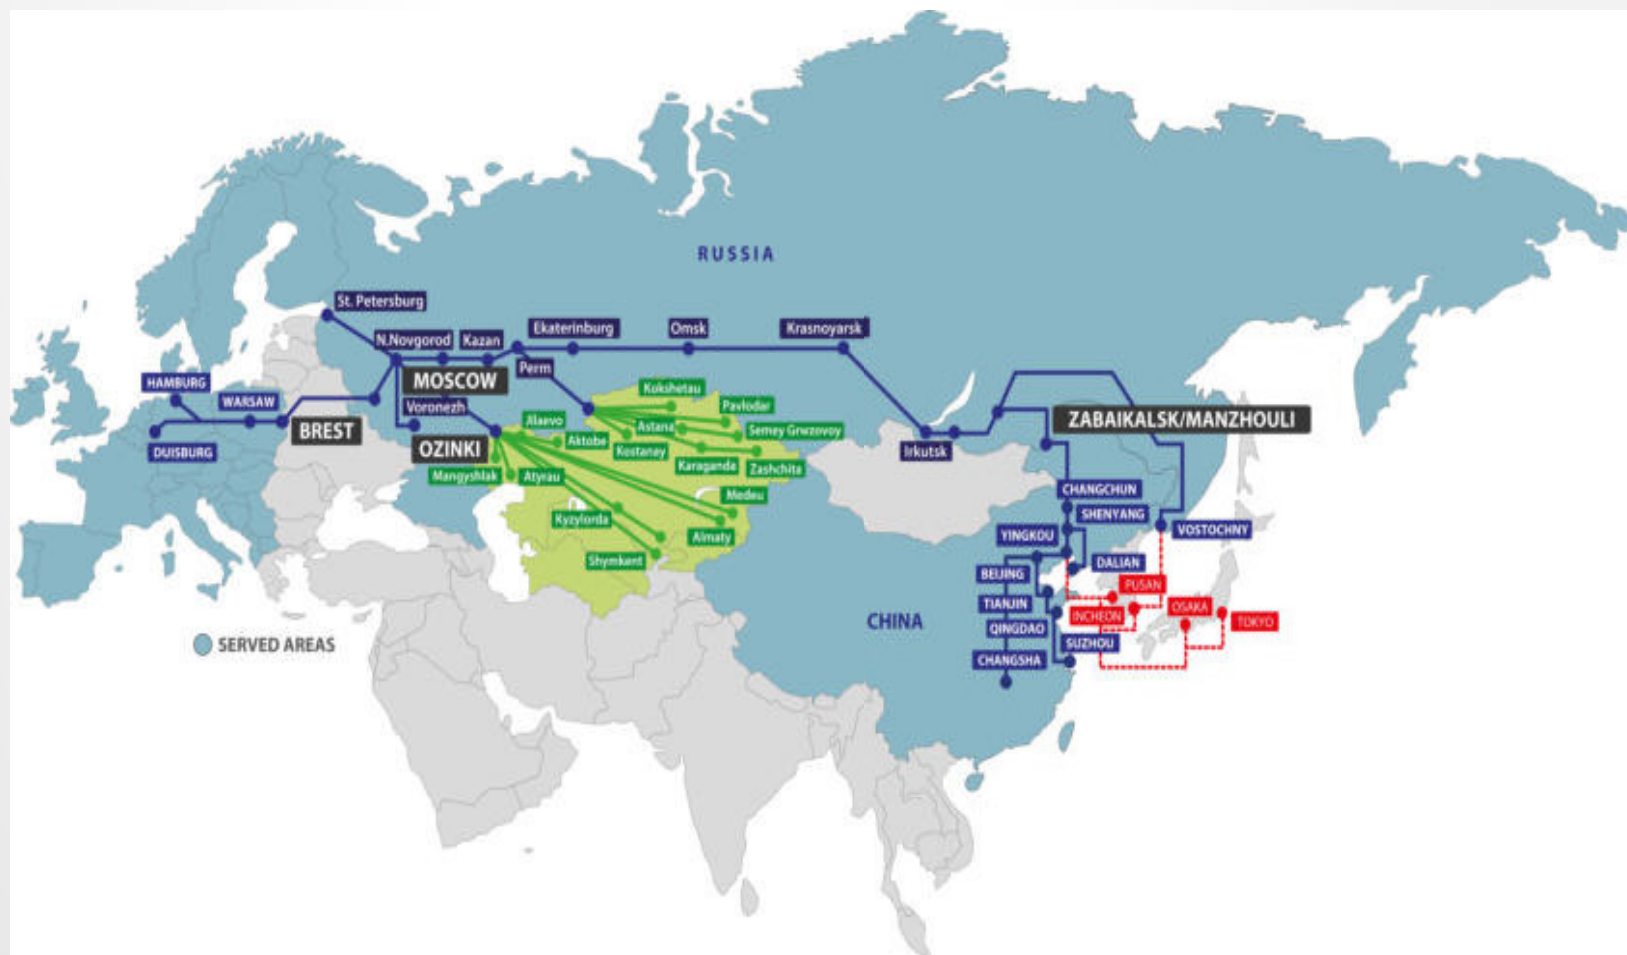 RUSSIA
St. Petersburg
N.Novgorod
Kazan
Ekaterinburg
Omsk
Krasnoyarsk
Perm
MOSCOW
HAMBURG
WARSAW
DUISBURG
BREST
Voronezh
OZINKI
Jlaevo
Aktobe
Mangyshlak
Atyrau
Kokshetau
Pavlodar
Astana
Semey Grwzovoy
Kostanay
Karaganda
Zashchita
Medeu
Kyzylorda
Almaty
Shymkent
Irkutsk
ZABAIKALSK/MANZHOULI
CHANGCHUN
SHENYANG
YINGKOU
VOSTOCHNY
DALIAN
BEIJING
PUSAN
TIANJIN
INCHEON
OSAKA
TOKYO
QINGDAO
SUZHOU
CHANGSHA
CHINA
SERVED AREAS